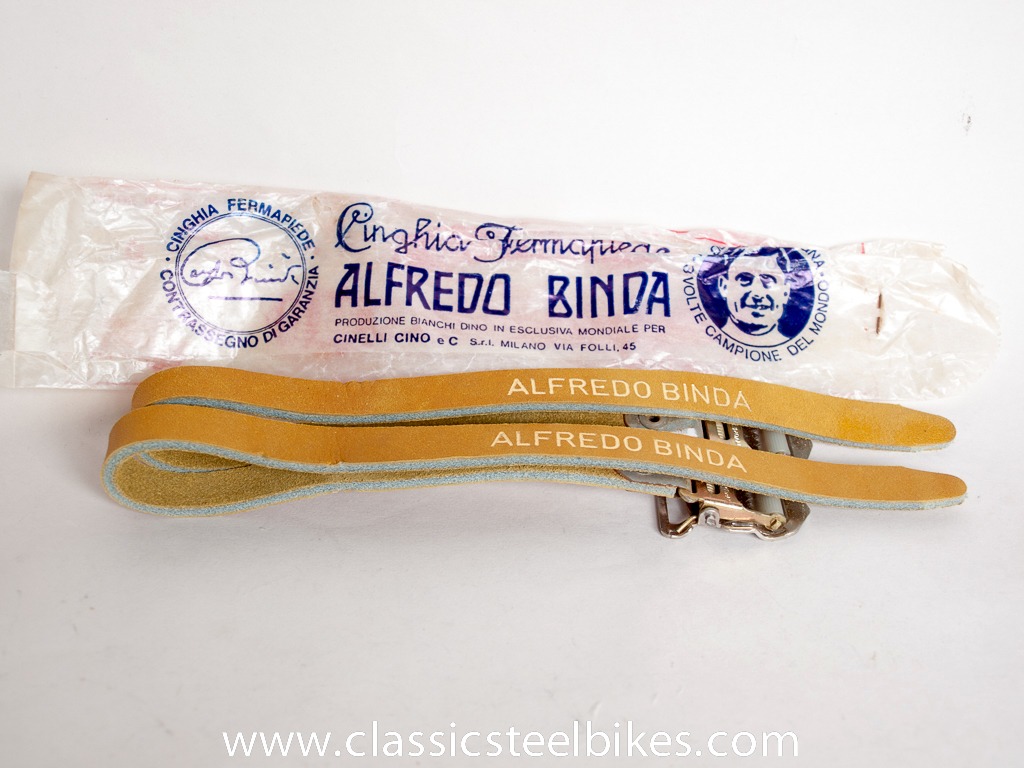 · CINGHIA FERMAPIEDE ·
CONTRASSEGNO DI GARANZIA
Cinghia Fermapiede
ALFREDO BINDA
PRODUZIONE BIANCHI DINO IN ESCLUSIVA MONDIALE PER
CINELLI CINO e C S.r.l. MILANO VIA FOLLI, 45
3 VOLTE CAMPIONE DEL MONDO
ALFREDO BINDA
ALFREDO BINDA
www.classicsteelbikes.com